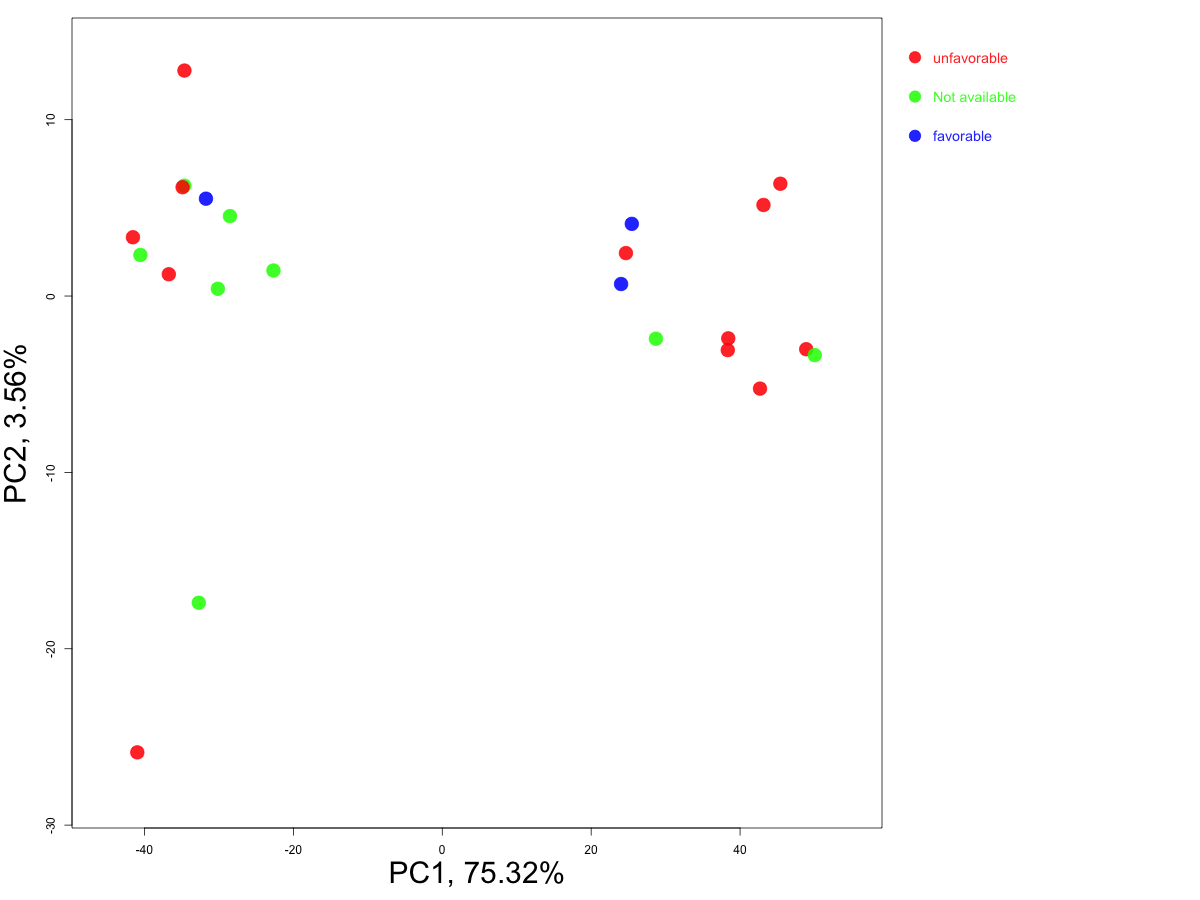 unfavorable
Not available
favorable
10
0
-10
-20
-30
PC2, 3.56%
-40
-20
0
20
40
PC1, 75.32%